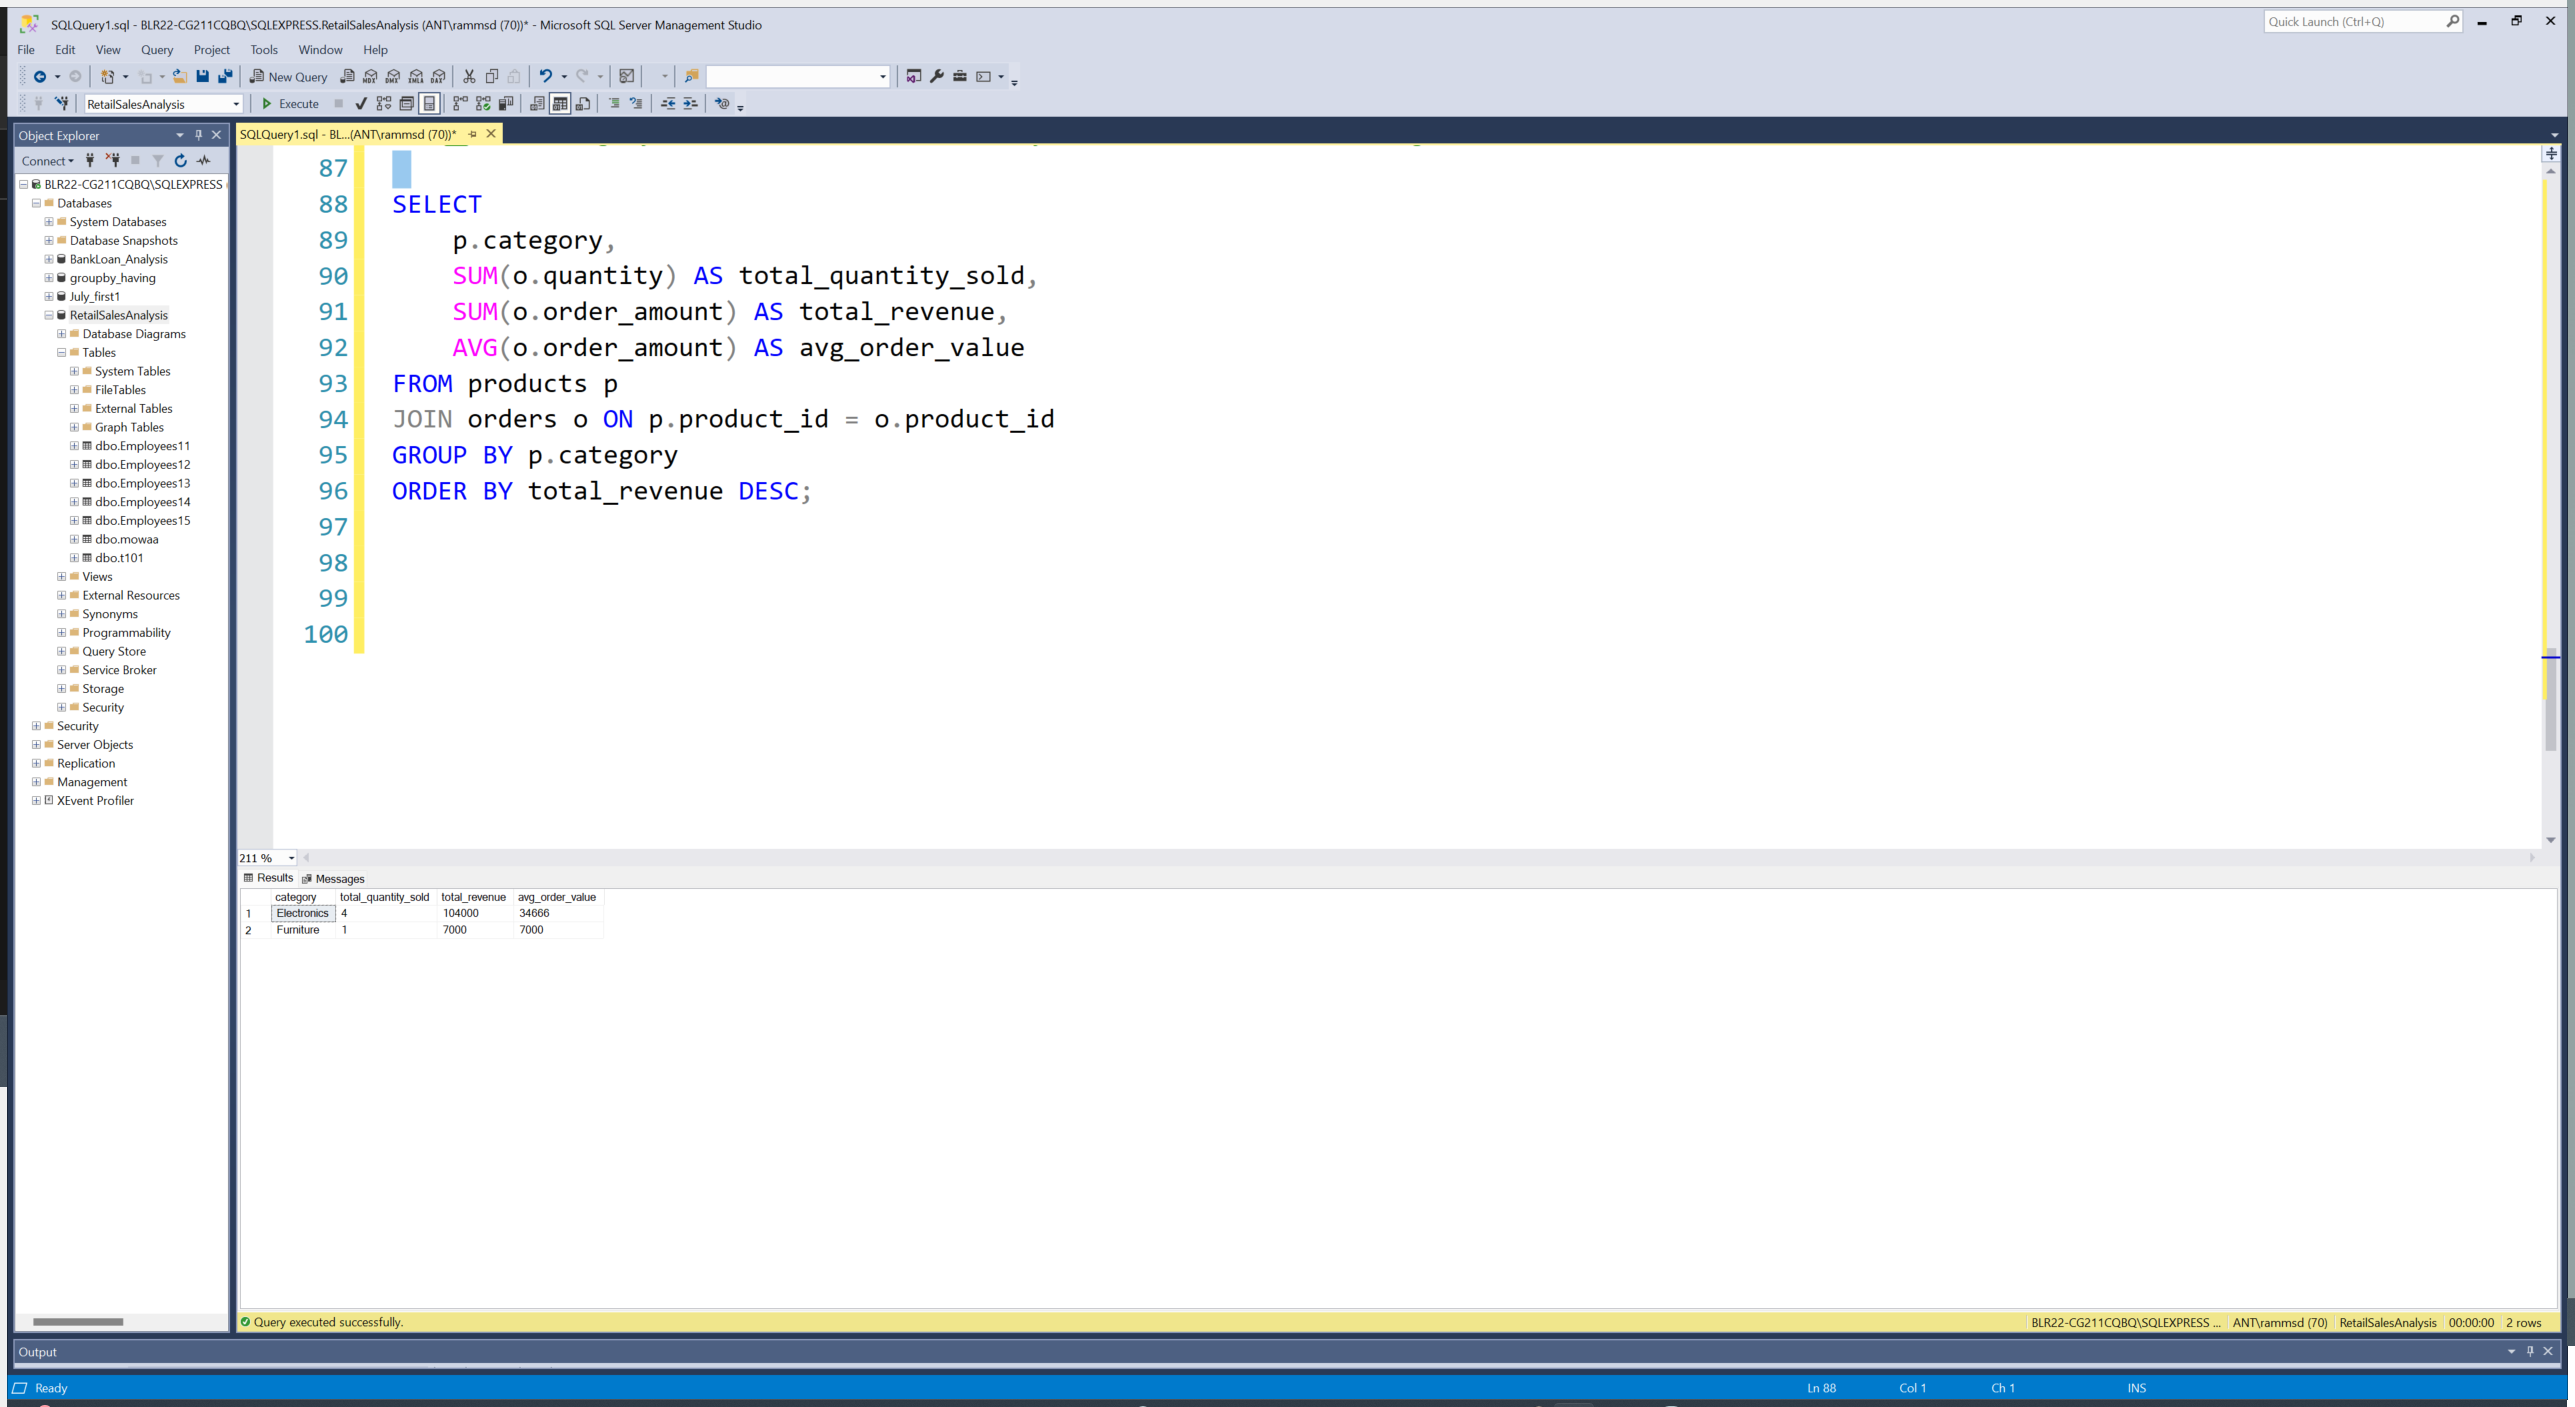 SQLQuery1.sql - BLR22-CG211CQBQ\SQLEXPRESS.RetailSalesAnalysis (ANT\rammsd (70))* - Microsoft SQL Server Management Studio
Quick Launch (Ctrl+Q)
File Edit View Query Project Tools Window Help
New Query
RetailSalesAnalysis
Execute
Object Explorer
Connect
BLR22-CG211CQBQ\SQLEXPRESS
Databases
System Databases
Database Snapshots
BankLoan_Analysis
groupby_having
July_first1
RetailSalesAnalysis
Database Diagrams
Tables
System Tables
FileTables
External Tables
Graph Tables
dbo.Employees11
dbo.Employees12
dbo.Employees13
dbo.Employees14
dbo.Employees15
dbo.mowaa
dbo.t101
Views
External Resources
Synonyms
Programmability
Query Store
Service Broker
Storage
Security
Security
Server Objects
Replication
Management
XEvent Profiler
SQLQuery1.sql - BL...(ANT\rammsd (70))*
87
88 SELECT
89 p.category,
90 SUM(o.quantity) AS total_quantity_sold,
91 SUM(o.order_amount) AS total_revenue,
92 AVG(o.order_amount) AS avg_order_value
93 FROM products p
94 JOIN orders o ON p.product_id = o.product_id
95 GROUP BY p.category
96 ORDER BY total_revenue DESC;
97
98
99
100
211 %
Results Messages
category total_quantity_sold total_revenue avg_order_value
1 Electronics 4 104000 34666
2 Furniture 1 7000 7000
Query executed successfully.
BLR22-CG211CQBQ\SQLEXPRESS ... ANT\rammsd (70) RetailSalesAnalysis 00:00:00 2 rows
Output
Ready
Ln 88 Col 1 Ch 1 INS